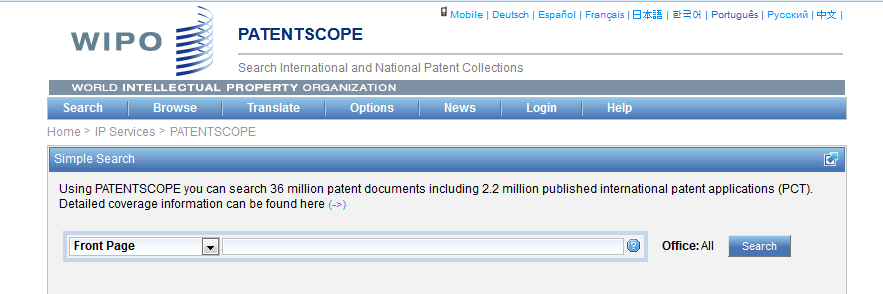 Mobile | Deutsch | Español | Français | 日本語 | 한국어 | Português | Русский | 中文 |
WIPO
PATENTSCOPE
Search International and National Patent Collections
WORLD INTELLECTUAL PROPERTY ORGANIZATION
Search Browse Translate Options News Login Help
Home > IP Services > PATENTSCOPE
Simple Search
Using PATENTSCOPE you can search 36 million patent documents including 2.2 million published international patent applications (PCT).
Detailed coverage information can be found here (->)
Front Page ? Office: All Search